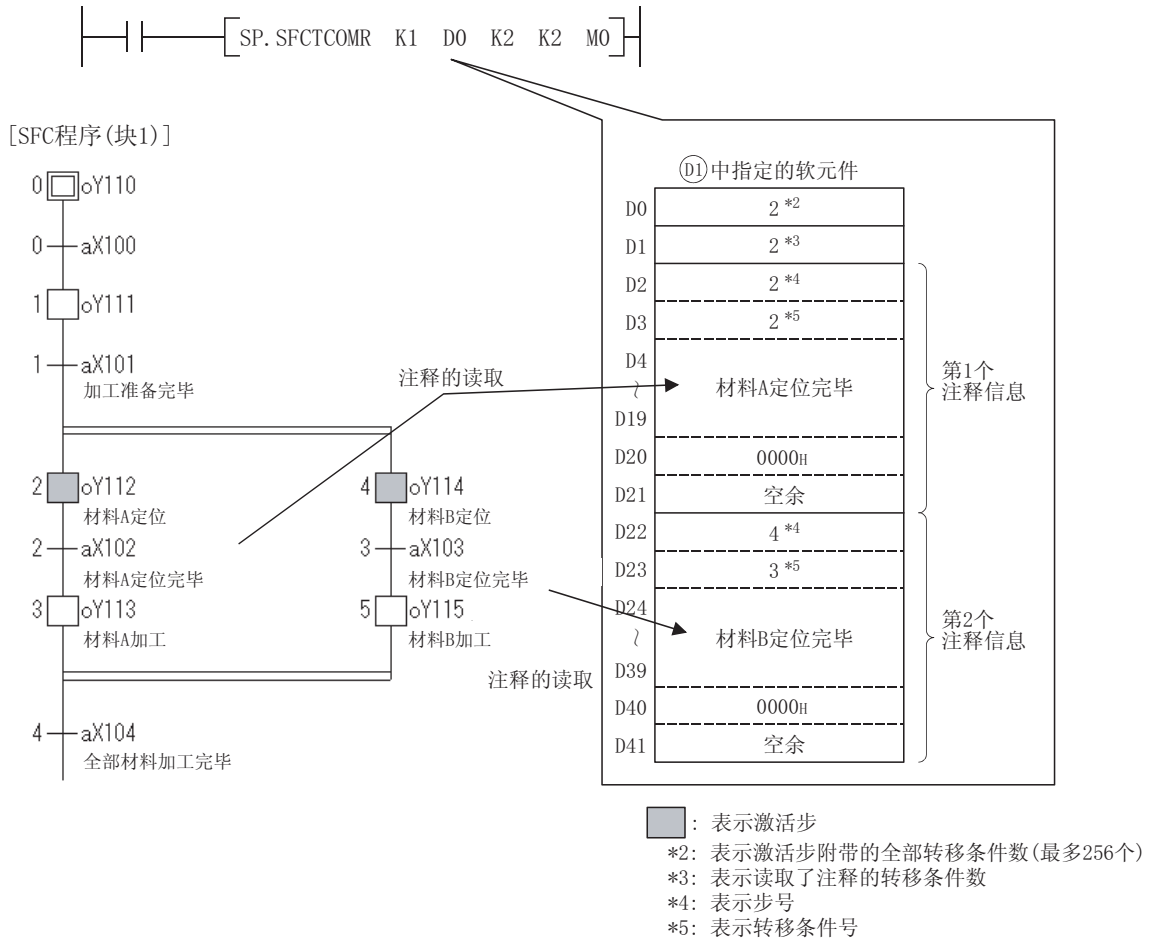 SP.SFCTCOMR K1 D0 K2 K2 M0
[SFC程序(块1)]
0 oY110
0 aX100
1 oY111
1 aX101
加工准备完毕
2 oY112
材料A定位
2 aX102
材料A定位完毕
3 oY113
材料A加工
4 oY114
材料B定位
3 aX103
材料B定位完毕
5 oY115
材料B加工
4 aX104
全部材料加工完毕
注释的读取
注释的读取
D1中指定的软元件
D0 2 *2
D1 2 *3
D2 2 *4
D3 2 *5
D4
~ 材料A定位完毕
D19
D20 0000H
D21 空余
第1个
注释信息
D22 4 *4
D23 3 *5
D24
~ 材料B定位完毕
D39
D40 0000H
D41 空余
第2个
注释信息
: 表示激活步
*2: 表示激活步附带的全部转移条件数(最多256个)
*3: 表示读取了注释的转移条件数
*4: 表示步号
*5: 表示转移条件号